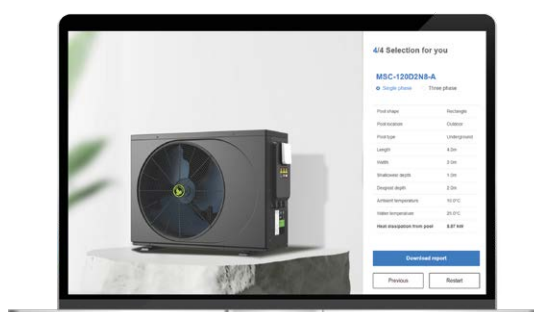 4/4 Selection for you
MSC-120D2N8-A
Single phase Three phase
Pool shape Rectangle
Pool location Outdoor
Pool type Underground
Length
Width
Shallowest depth
Deepest depth
Ambient temperature
Water temperature
Heat dissipation from pool
Download report
Previous Restart